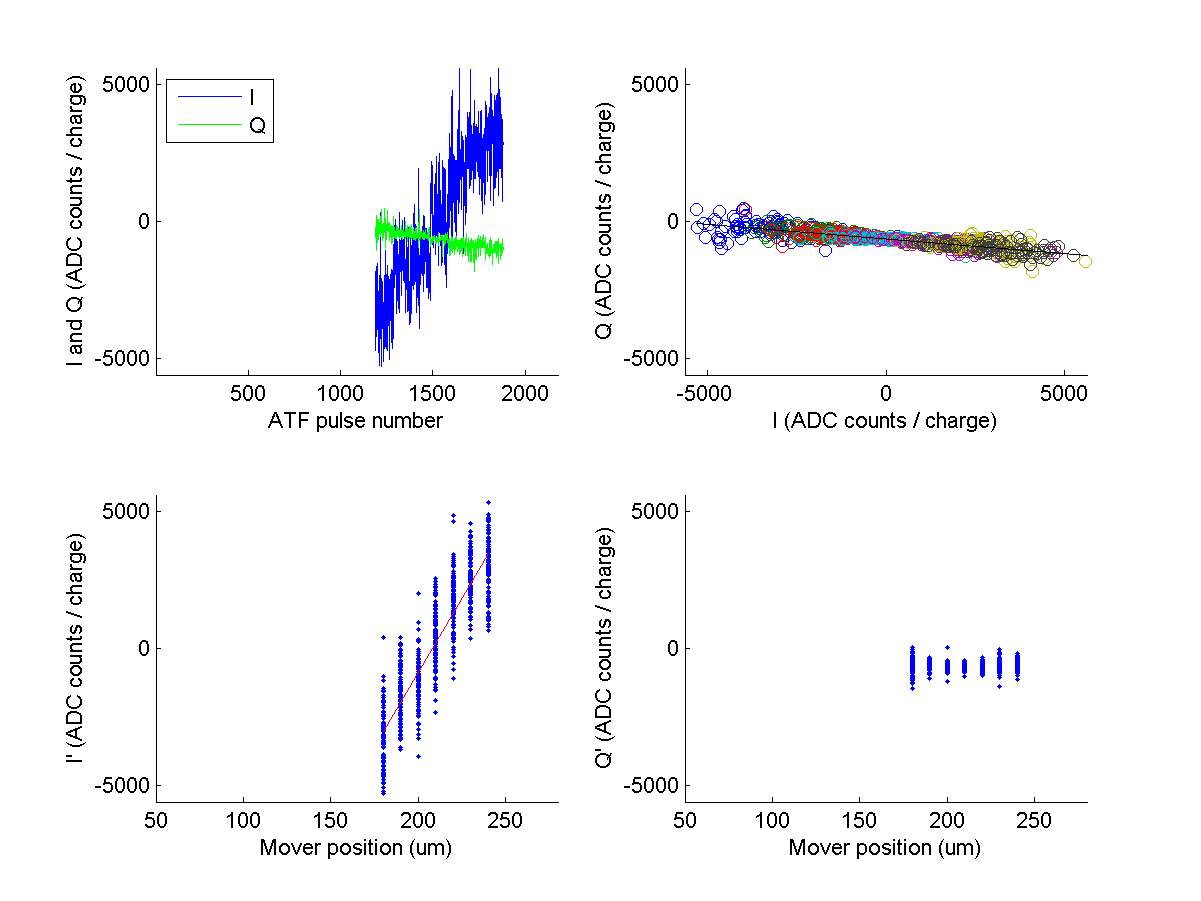 I and Q (ADC counts / charge)
5000
0
-5000
I
Q
500
1000
1500
2000
ATF pulse number
Q (ADC counts / charge)
5000
0
-5000
-5000
0
5000
I (ADC counts / charge)
I' (ADC counts / charge)
5000
0
-5000
50
100
150
200
250
Mover position (um)
Q' (ADC counts / charge)
5000
0
-5000
50
100
150
200
250
Mover position (um)